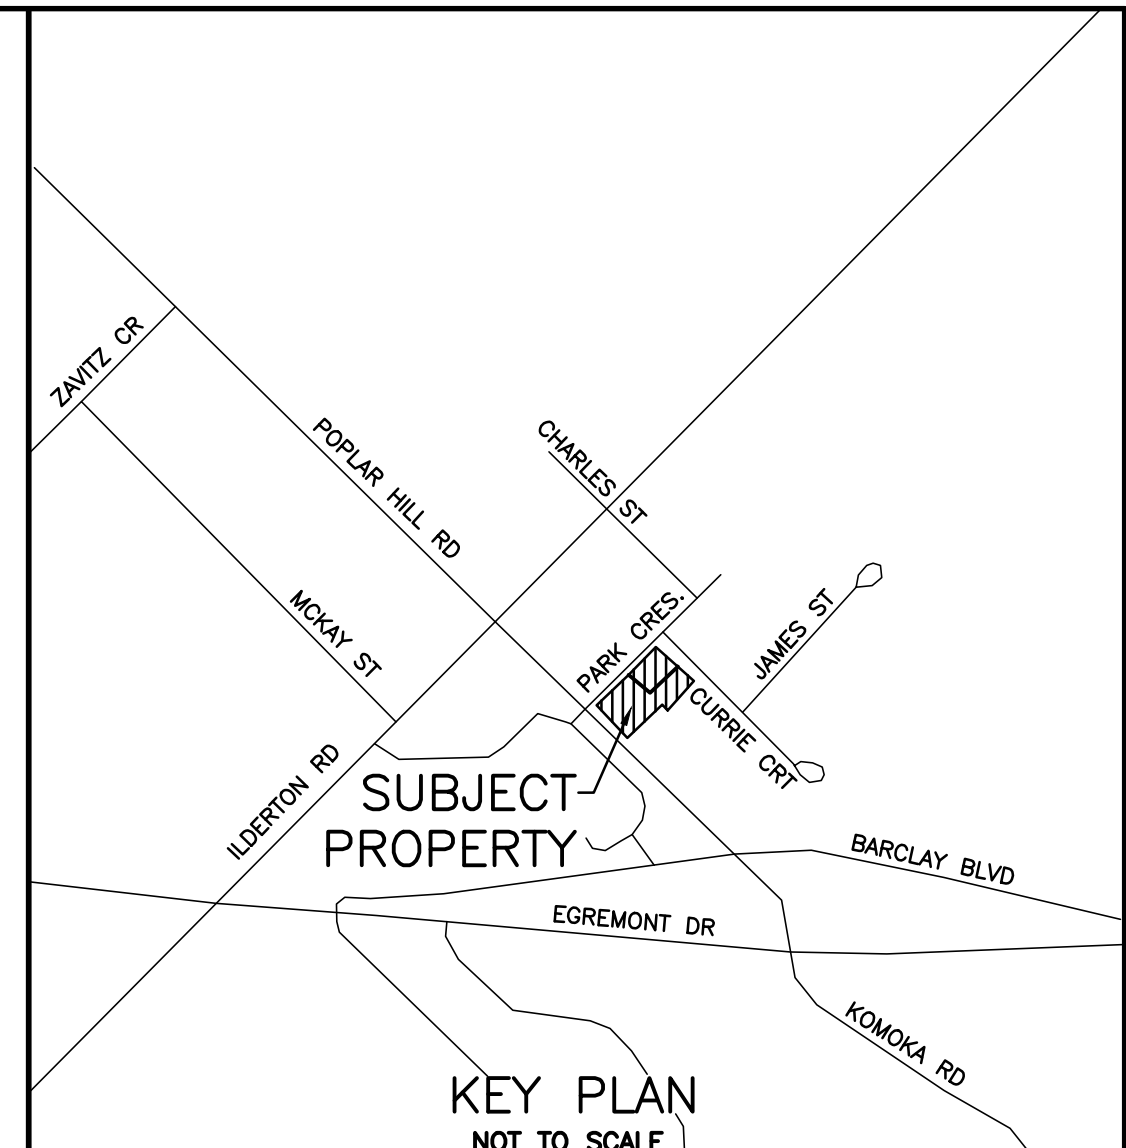 ZAVITZ CR
POPLAR HILL RD
CHARLES ST
MCKAY ST
PARK CRES.
JAMES ST
CURRIE CRT
ILDERTON RD
SUBJECT
PROPERTY
BARCLAY BLVD
EGREMONT DR
KOMOKA RD
KEY PLAN
NOT TO SCALE